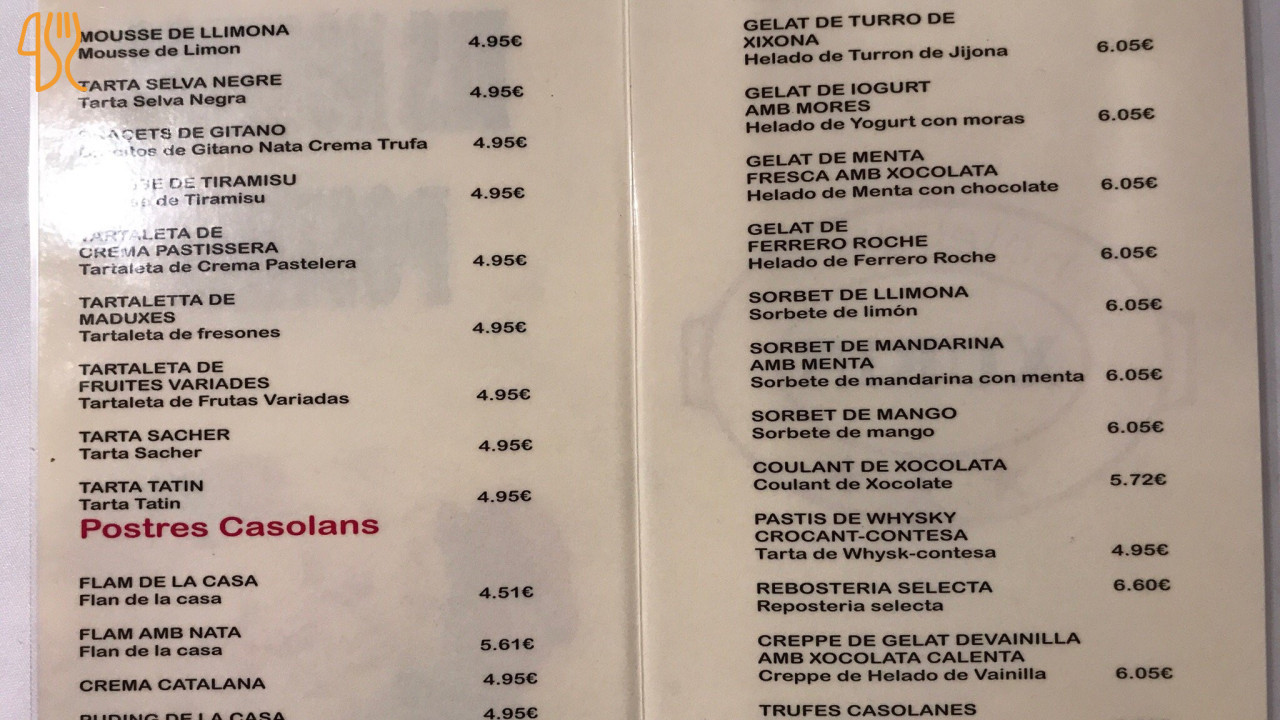 MOUSSE DE LLIMONA 4.95€
Mousse de Limon
TARTA SELVA NEGRE 4.95€
Tarta Selva Negra
DE GITANO 4.95€
de Gitano Nata Crema Trufa
DE TIRAMISU 4.95€
de Tiramisu
TARTALETA DE
CREMA PASTISSERA
Tartaleta de Crema Pastelera 4.95€
TARTALETTA DE
MADUXES
Tartaleta de fresones 4.95€
TARTALETA DE
FRUITES VARIADES
Tartaleta de Frutas Variadas 4.95€
TARTA SACHER
Tarta Sacher 4.95€
TARTA TATIN
Tarta Tatin 4.95€
Postres Casolans
FLAM DE LA CASA
Flan de la casa 4.51€
FLAM AMB NATA
Flan de la casa 5.61€
CREMA CATALANA 4.95€
PUDING DE LA CASA 4.95€
GELAT DE TURRO DE
XIXONA
Helado de Turron de Jijona 6.05€
GELAT DE IOGURT
AMB MORES
Helado de Yogurt con moras 6.05€
GELAT DE MENTA
FRESCA AMB XOCOLATA
Helado de Menta con chocolate 6.05€
GELAT DE
FERRERO ROCHE
Helado de Ferrero Roche 6.05€
SORBET DE LLIMONA
Sorbete de limón 6.05€
SORBET DE MANDARINA
AMB MENTA
Sorbete de mandarina con menta 6.05€
SORBET DE MANGO
Sorbete de mango 6.05€
COULANT DE XOCOLATA
Coulant de Xocolate 5.72€
PASTIS DE WHYSKY
CROCANT-CONTESA
Tarta de Whysk-contesa 4.95€
REBOSTERIA SELECTA 6.60€
Reposteria selecta
CREPPE DE GELAT DEVAINILLA
AMB XOCOLATA CALENTA
Creppe de Helado de Vainilla 6.05€
TRUFES CASOLANES